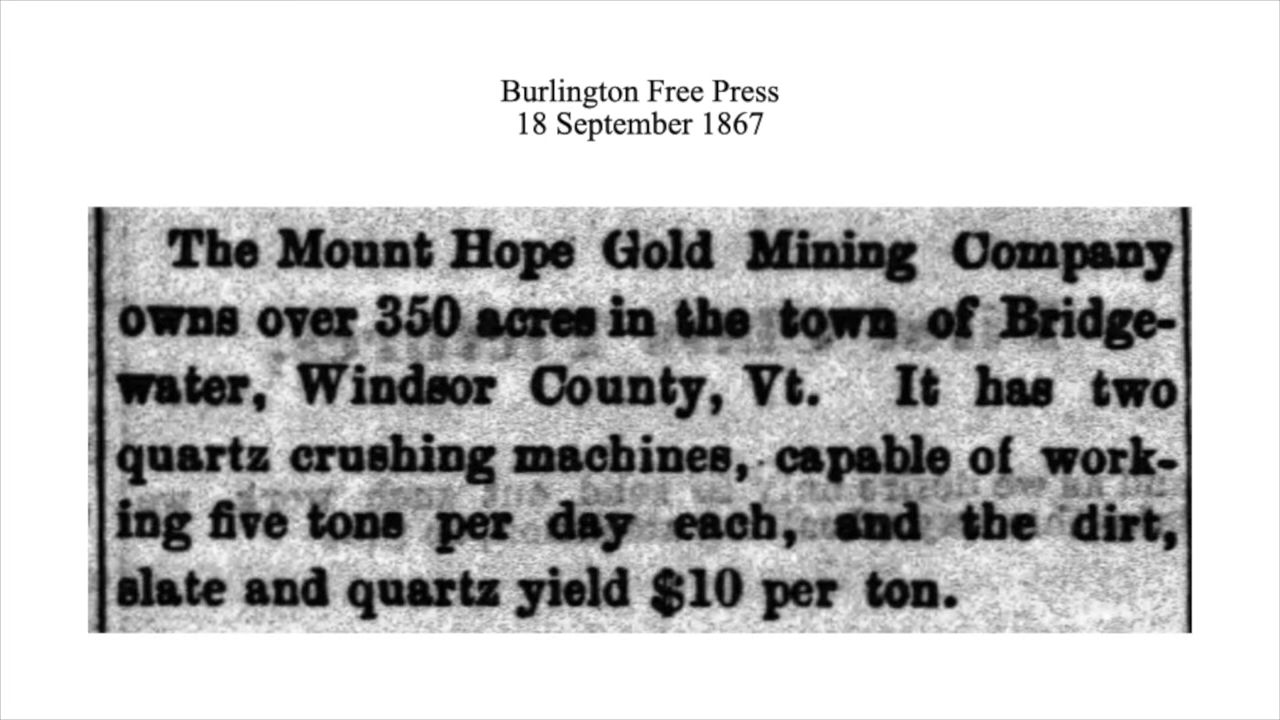 Burlington Free Press
18 September 1867
The Mount Hope Gold Mining Company
owns over 350 acres in the town of Bridge-
water, Windsor County, Vt. It has two
quartz crushing machines, capable of work-
ing five tons per day each, and the dirt,
slate and quartz yield $10 per ton.